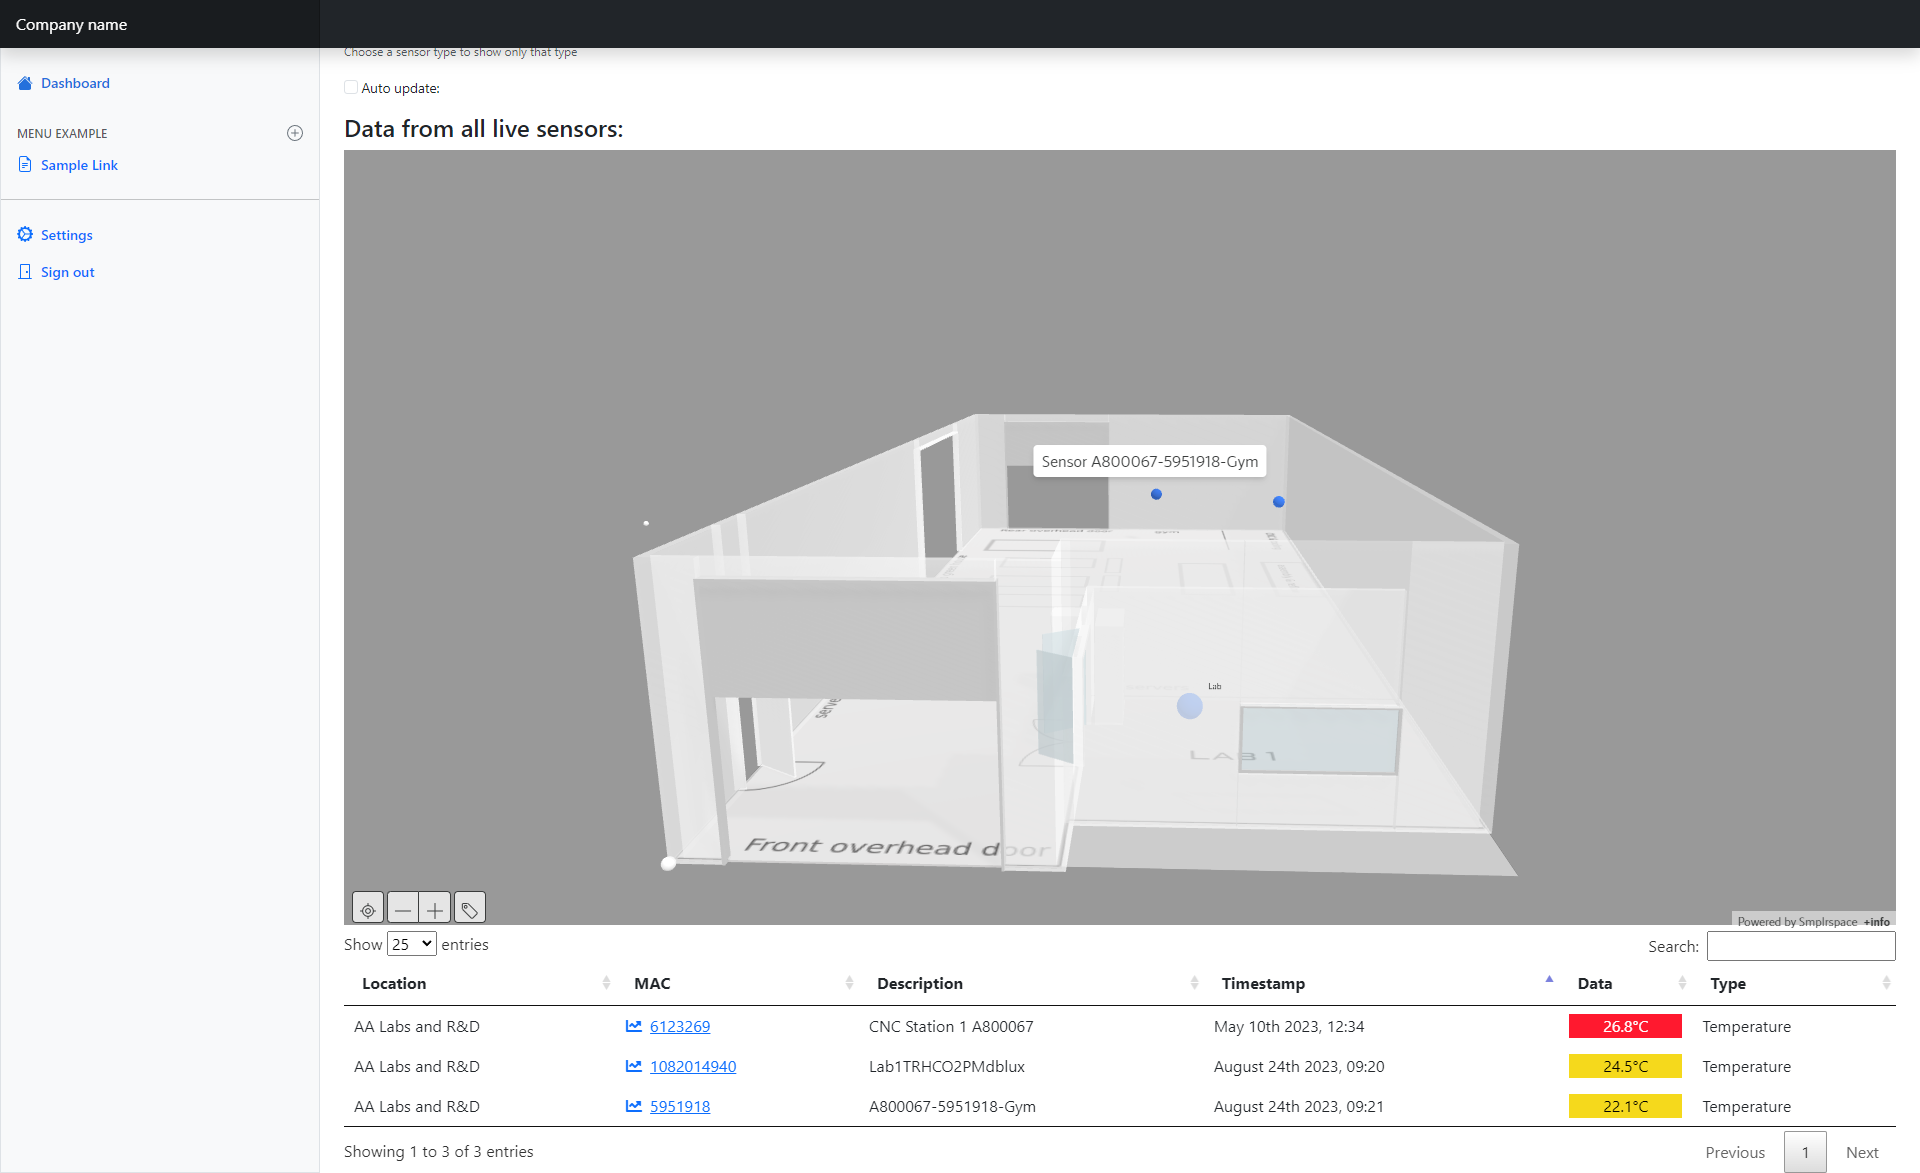 Company name
Choose a sensor type to show only that type
Dashboard
Auto update:
MENU EXAMPLE
Data from all live sensors:
Sample Link
Settings
Sign out
Sensor A800067-5951918-Gym
Rear overhead door
gym
serve
Lab
LAB 1
Front overhead door
Powered by Smplrspace +info
Show 25 entries
Search:
Location MAC Description Timestamp Data Type
AA Labs and R&D 6123269 CNC Station 1 A800067 May 10th 2023, 12:34 26.8°C Temperature
AA Labs and R&D 1082014940 Lab1TRHCO2PMdblux August 24th 2023, 09:20 24.5°C Temperature
AA Labs and R&D 5951918 A800067-5951918-Gym August 24th 2023, 09:21 22.1°C Temperature
Showing 1 to 3 of 3 entries
Previous 1 Next